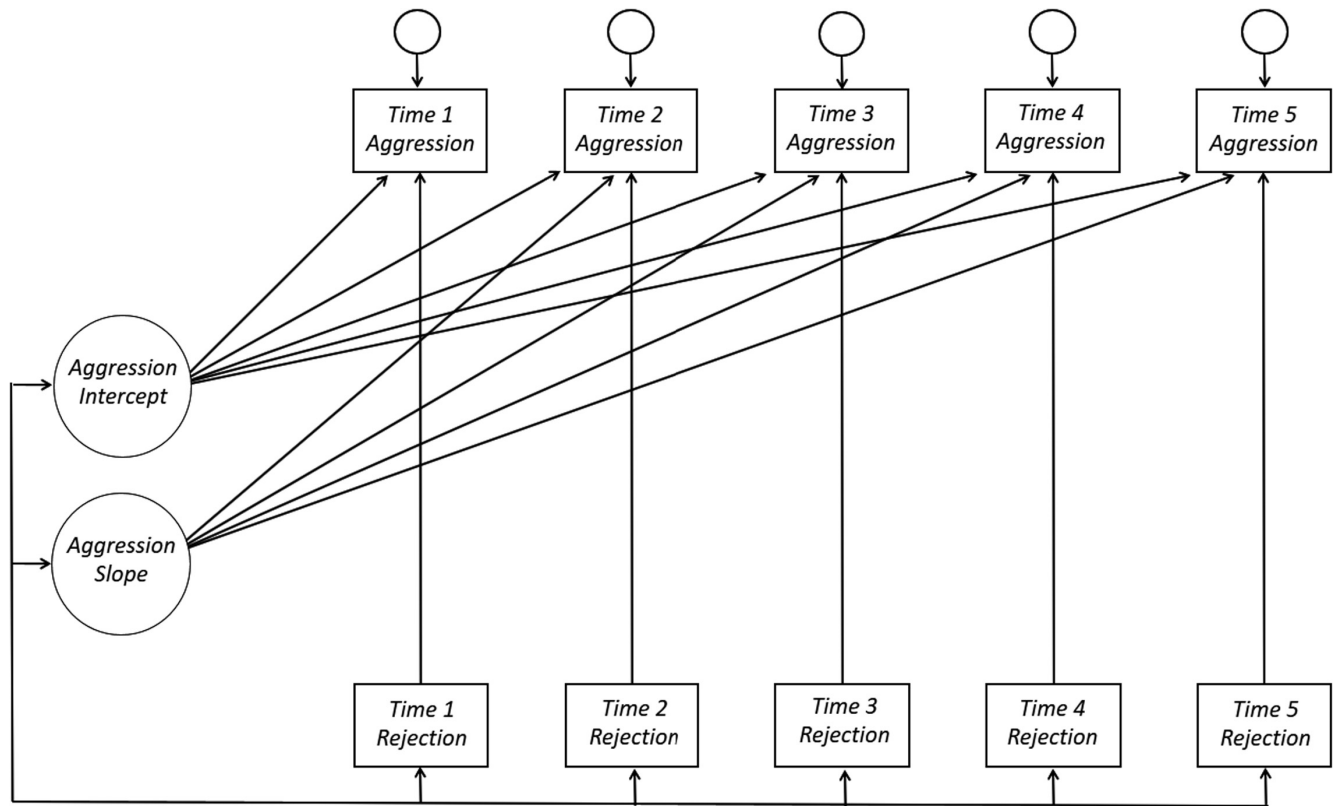 Time 1
Aggression
Time 2
Aggression
Time 3
Aggression
Time 4
Aggression
Time 5
Aggression
Aggression
Intercept
Aggression
Slope
Time 1
Rejection
Time 2
Rejection
Time 3
Rejection
Time 4
Rejection
Time 5
Rejection